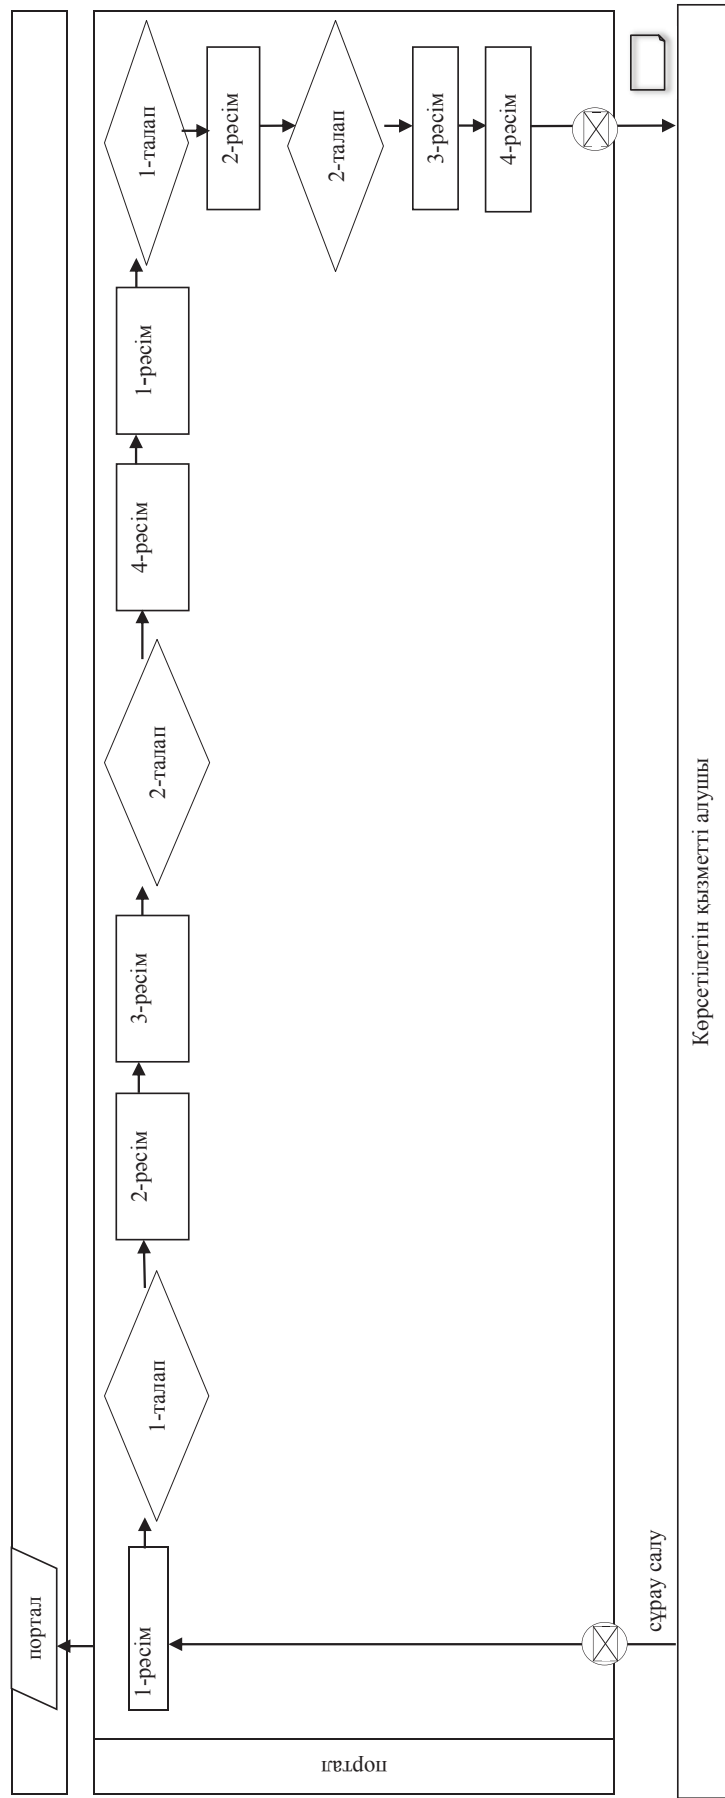 портал
портал
1-рәсім
1-талап
2-рәсім
3-рәсім
2-талап
4-рәсім
1-рәсім
1-талап
2-рәсім
2-талап
3-рәсім
4-рәсім
сұрау салу
Көрсетілетін қызметті алушы